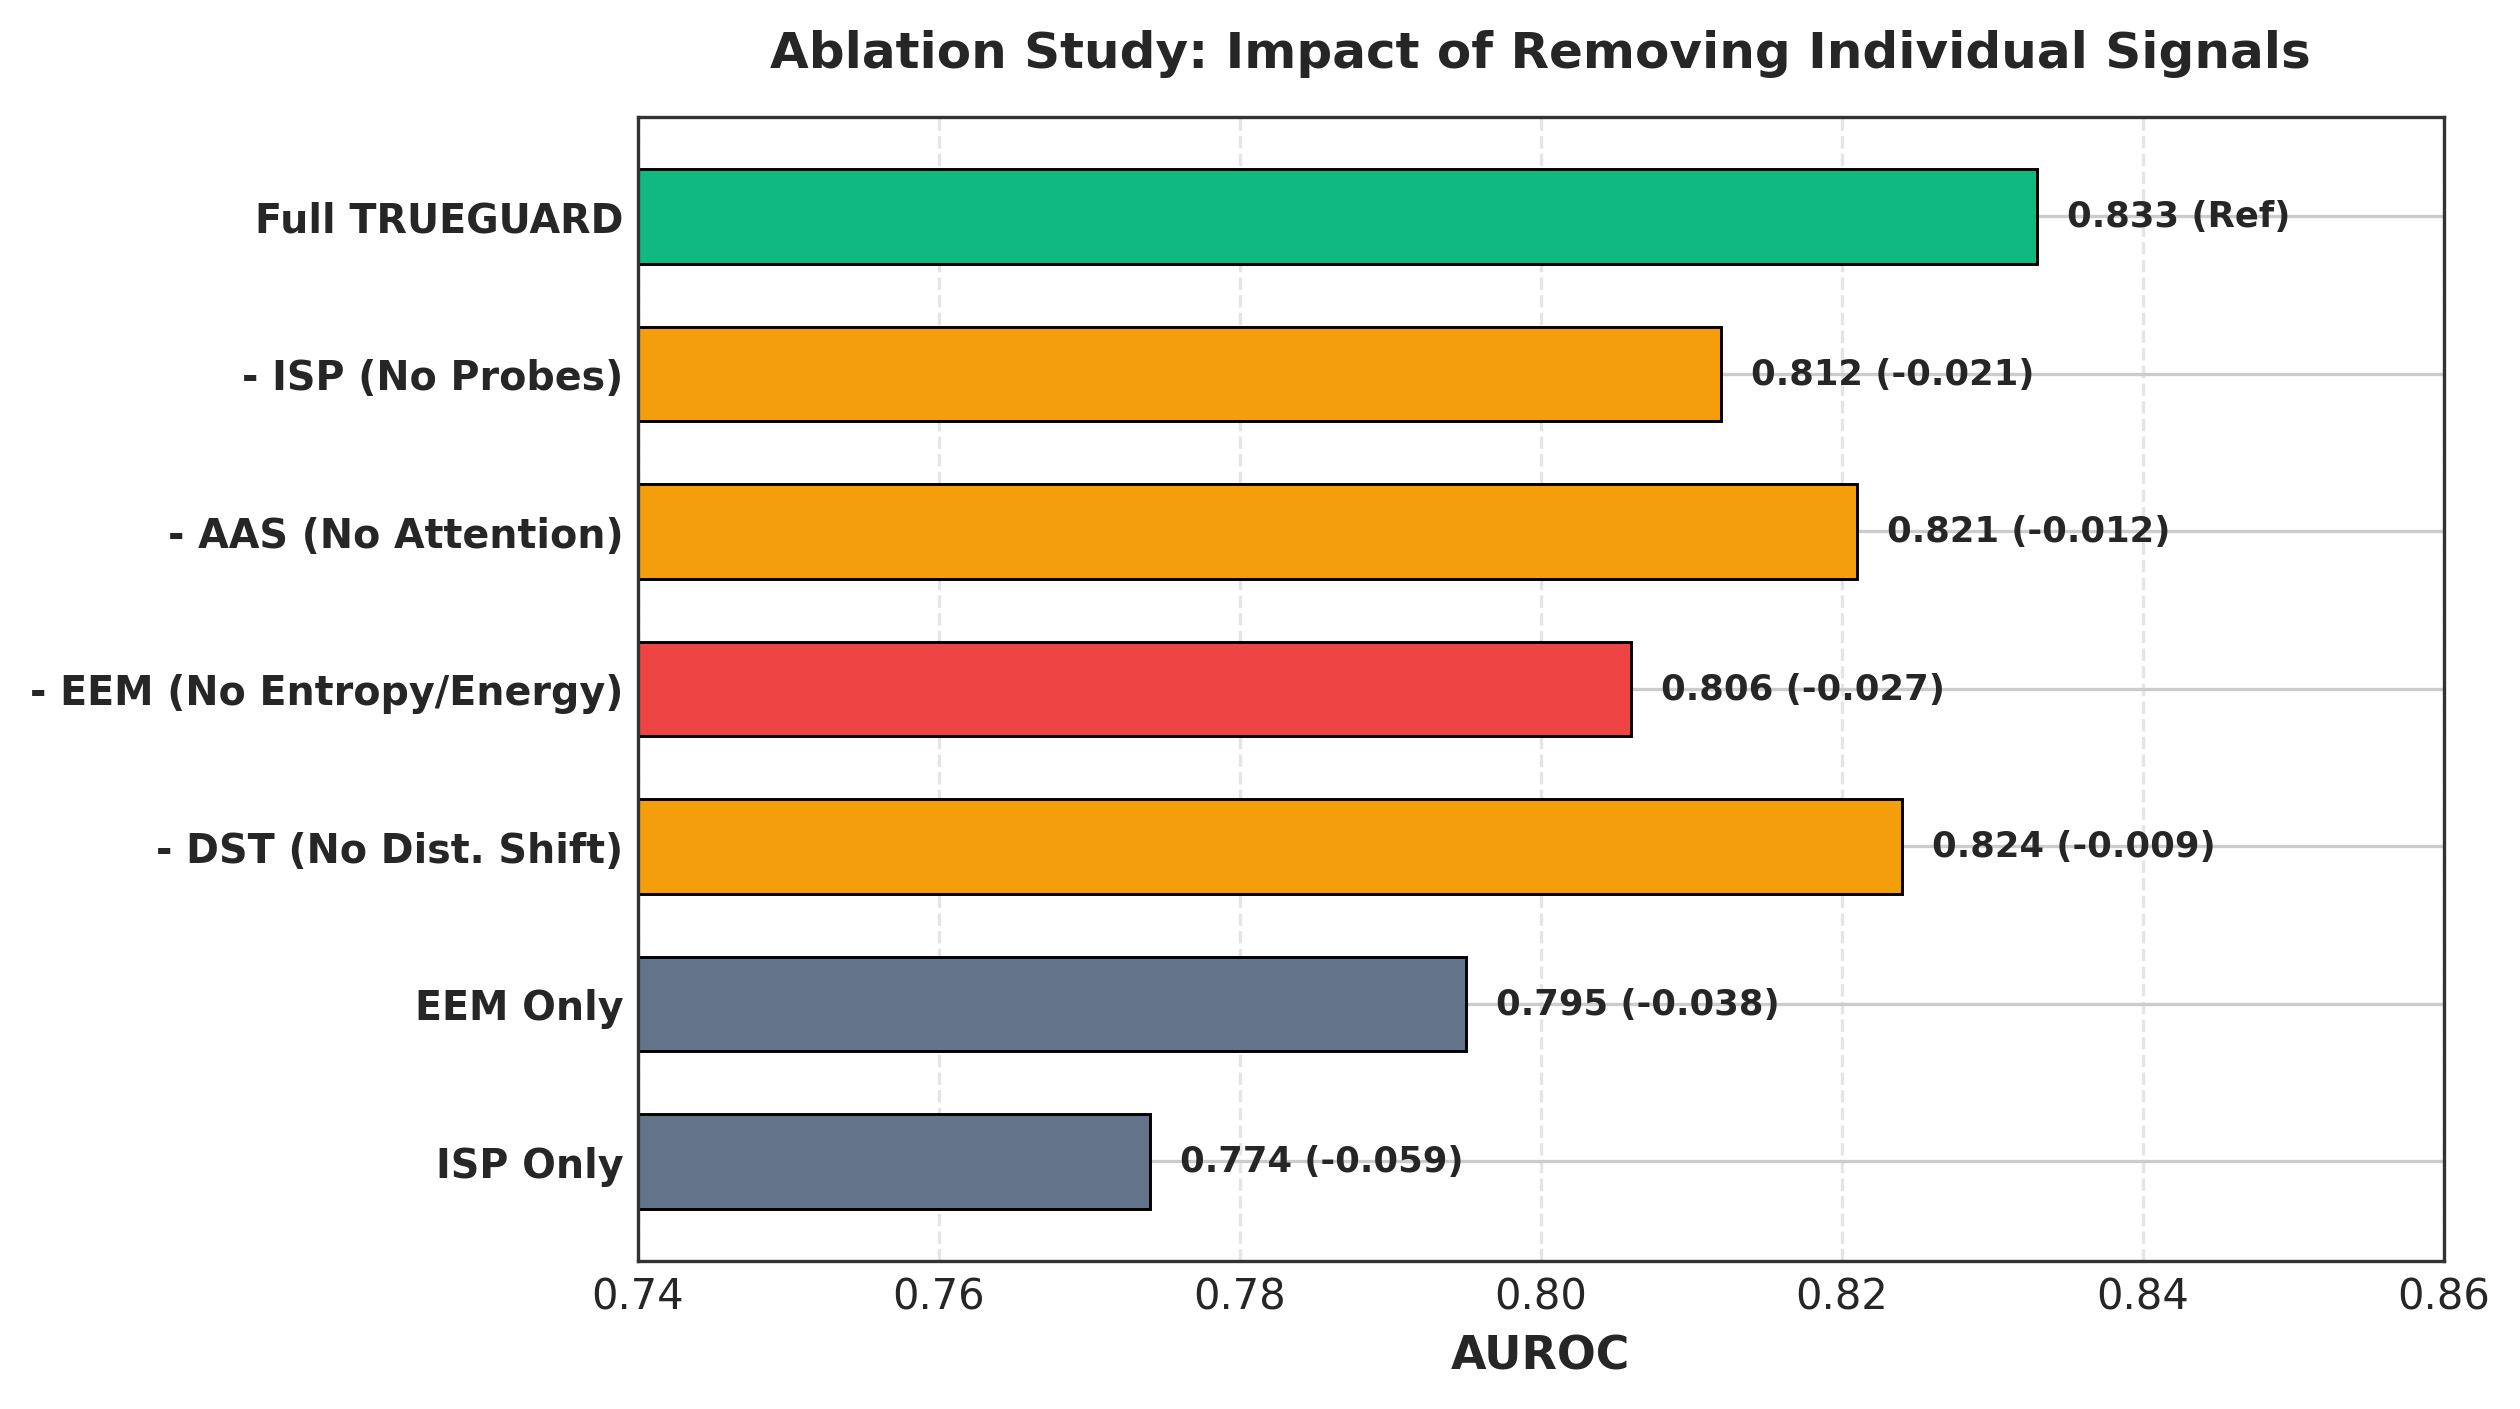 Ablation Study: Impact of Removing Individual Signals
Full TRUEGUARD
0.833 (Ref)
- ISP (No Probes)
0.812 (-0.021)
- AAS (No Attention)
0.821 (-0.012)
- EEM (No Entropy/Energy)
0.806 (-0.027)
- DST (No Dist. Shift)
0.824 (-0.009)
EEM Only
0.795 (-0.038)
ISP Only
0.774 (-0.059)
0.74 0.76 0.78 0.80 0.82 0.84 0.86
AUROC